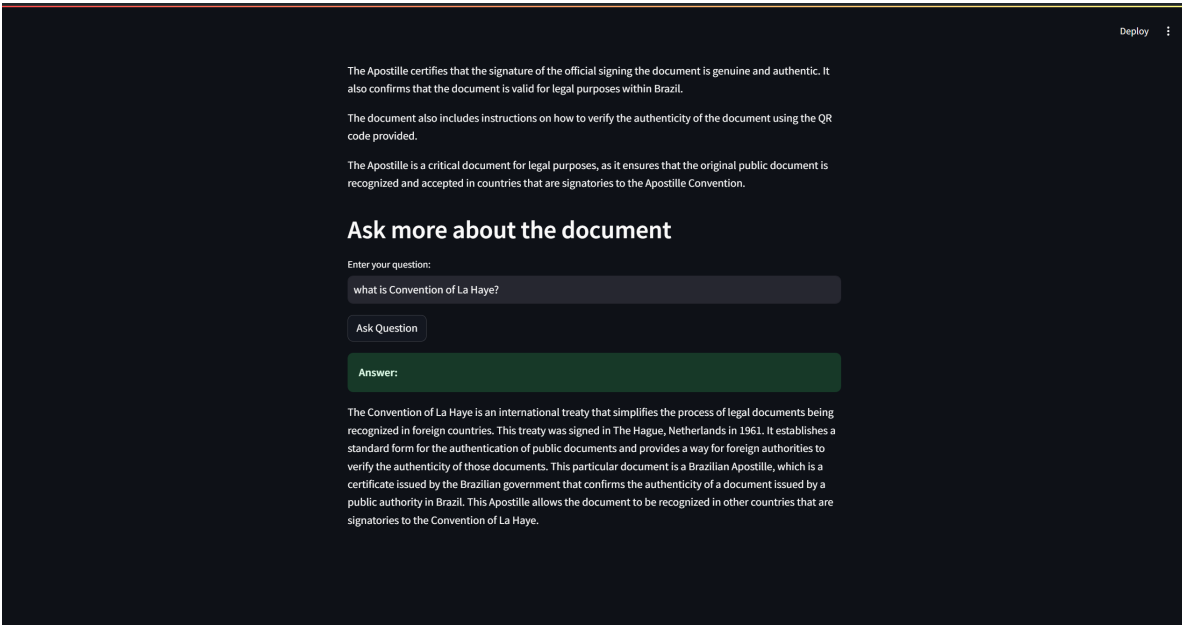 Deploy
The Apostille certifies that the signature of the official signing the document is genuine and authentic. It
also confirms that the document is valid for legal purposes within Brazil.
The document also includes instructions on how to verify the authenticity of the document using the QR
code provided.
The Apostille is a critical document for legal purposes, as it ensures that the original public document is
recognized and accepted in countries that are signatories to the Apostille Convention.
Ask more about the document
Enter your question:
what is Convention of La Haye?
Ask Question
Answer:
The Convention of La Haye is an international treaty that simplifies the process of legal documents being
recognized in foreign countries. This treaty was signed in The Hague, Netherlands in 1961. It establishes a
standard form for the authentication of public documents and provides a way for foreign authorities to
verify the authenticity of those documents. This particular document is a Brazilian Apostille, which is a
certificate issued by the Brazilian government that confirms the authenticity of a document issued by a
public authority in Brazil. This Apostille allows the document to be recognized in other countries that are
signatories to the Convention of La Haye.